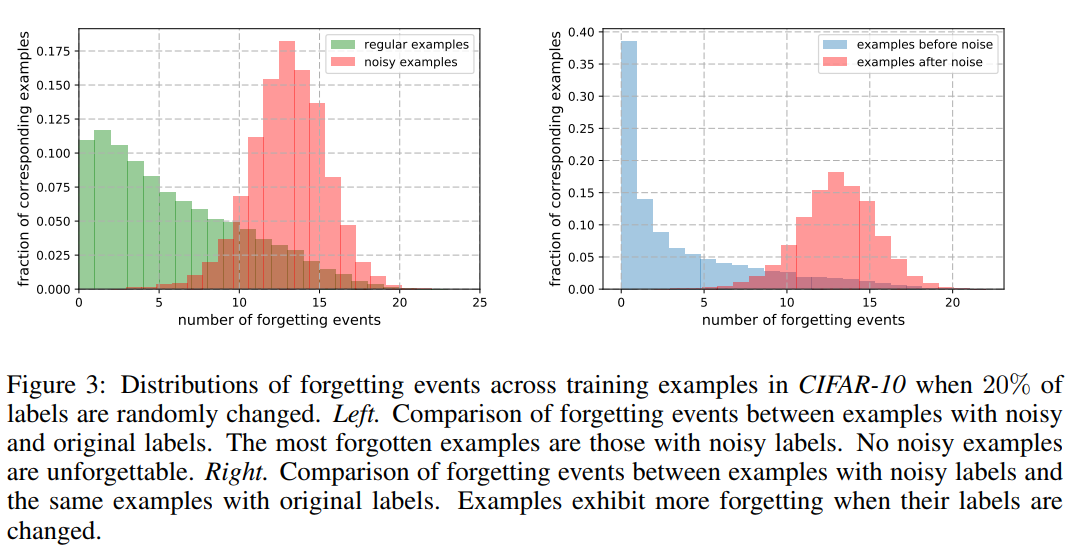 regular examples
noisy examples
fraction of corresponding examples
0.175
0.150
0.125
0.100
0.075
0.050
0.025
0.000
0 5 10 15 20 25
number of forgetting events
examples before noise
examples after noise
fraction of corresponding examples
0.40
0.35
0.30
0.25
0.20
0.15
0.10
0.05
0.00
0 5 10 15 20
number of forgetting events
Figure 3: Distributions of forgetting events across training examples in CIFAR-10 when 20% of
labels are randomly changed. Left. Comparison of forgetting events between examples with noisy
and original labels. The most forgotten examples are those with noisy labels. No noisy examples
are unforgettable. Right. Comparison of forgetting events between examples with noisy labels and
the same examples with original labels. Examples exhibit more forgetting when their labels are
changed.